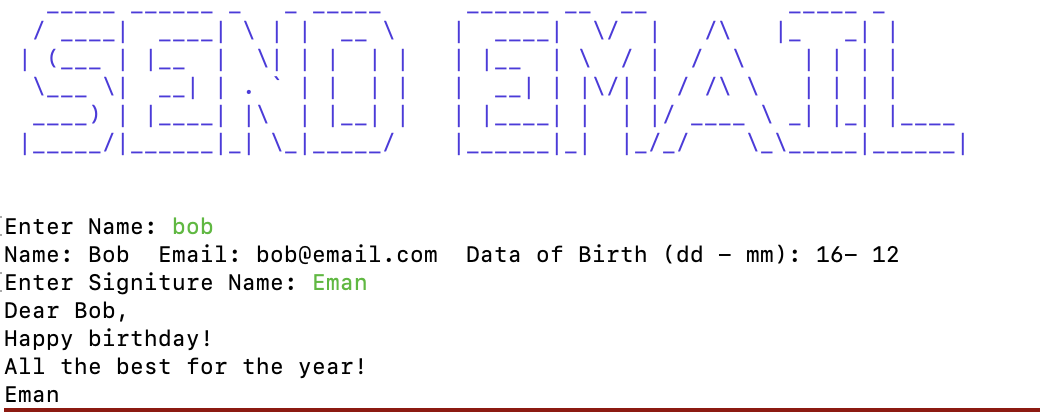 SEND EMAIL
Enter Name: bob
Name: Bob  Email: bob@email.com  Data of Birth (dd - mm): 16- 12
Enter Signiture Name: Eman
Dear Bob,
Happy birthday!
All the best for the year!
Eman